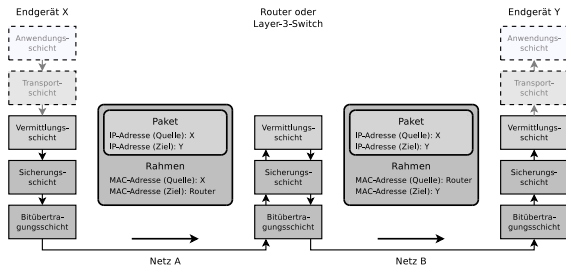 Endgerät X
Router oder
Layer-3-Switch
Endgerät Y
Anwendungs-
schicht
Transport-
schicht
Vermittlungs-
schicht
Sicherungs-
schicht
Bitübertra-
gungsschicht
Paket
IP-Adresse (Quelle): X
IP-Adresse (Ziel): Y
Rahmen
MAC-Adresse (Quelle): X
MAC-Adresse (Ziel): Router
Vermittlungs-
schicht
Sicherungs-
schicht
Bitübertra-
gungsschicht
Paket
IP-Adresse (Quelle): X
IP-Adresse (Ziel): Y
Rahmen
MAC-Adresse (Quelle): Router
MAC-Adresse (Ziel): Y
Anwendungs-
schicht
Transport-
schicht
Vermittlungs-
schicht
Sicherungs-
schicht
Bitübertra-
gungsschicht
Netz A
Netz B